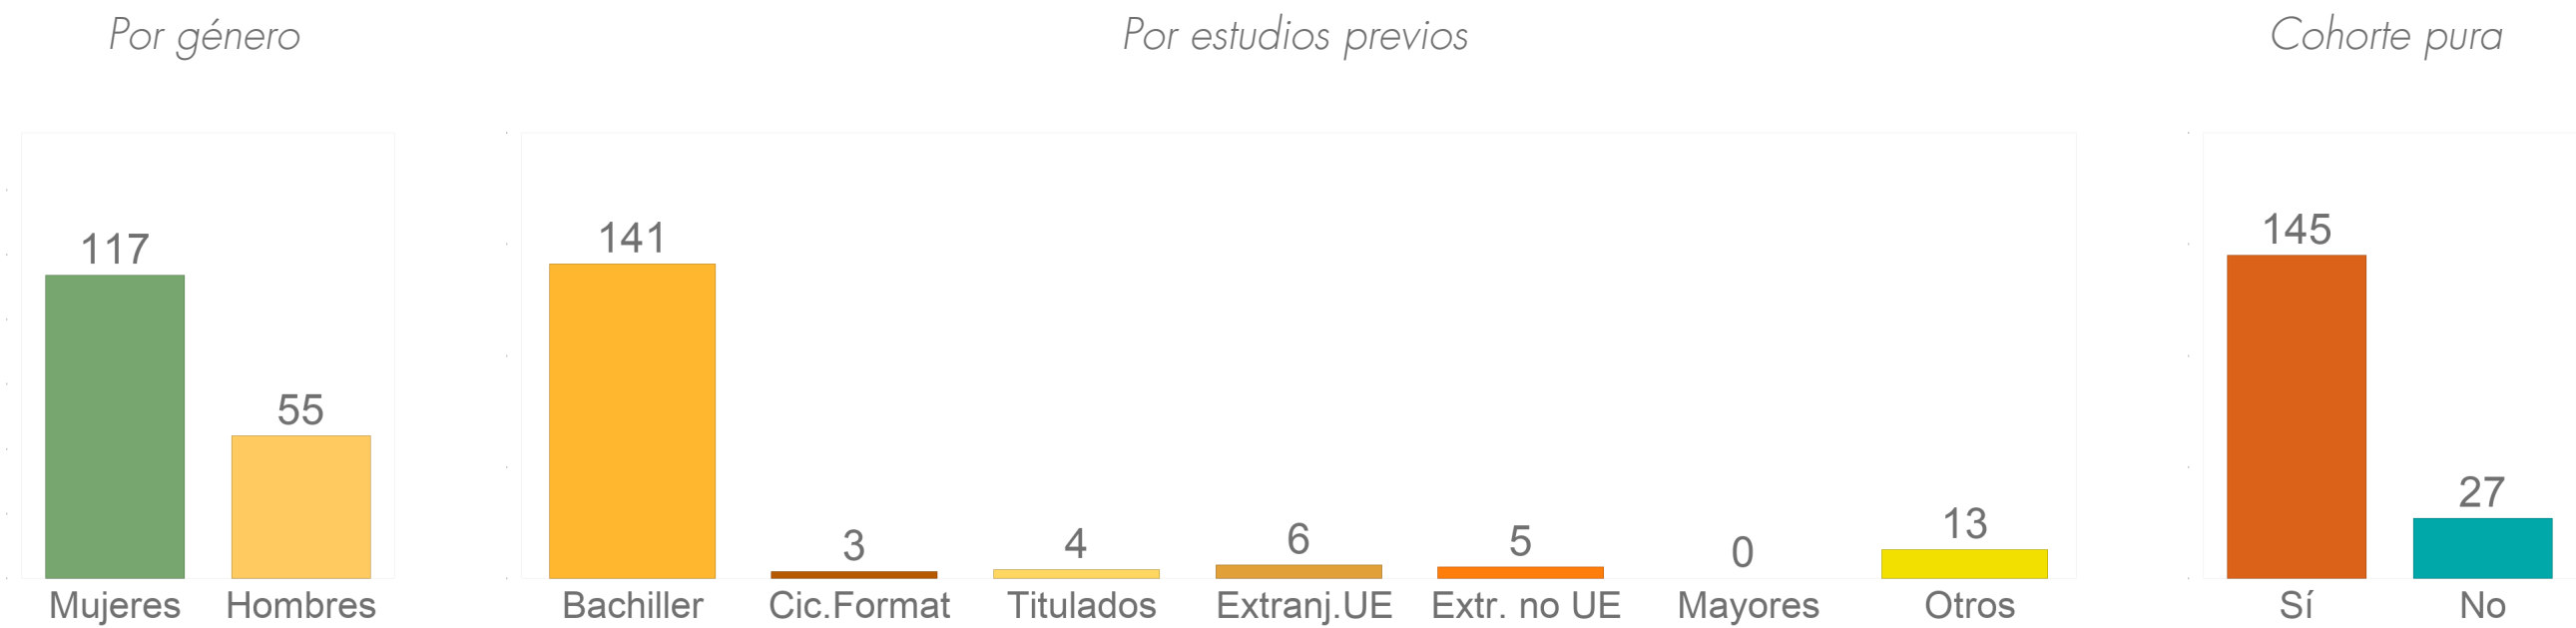 Por género
117
55
Mujeres Hombres
Por estudios previos
141
3
4
6
5
0
13
Bachiller Cic.Format Titulados Extranj.UE Extr. no UE Mayores Otros
Cohorte pura
145
27
Sí No